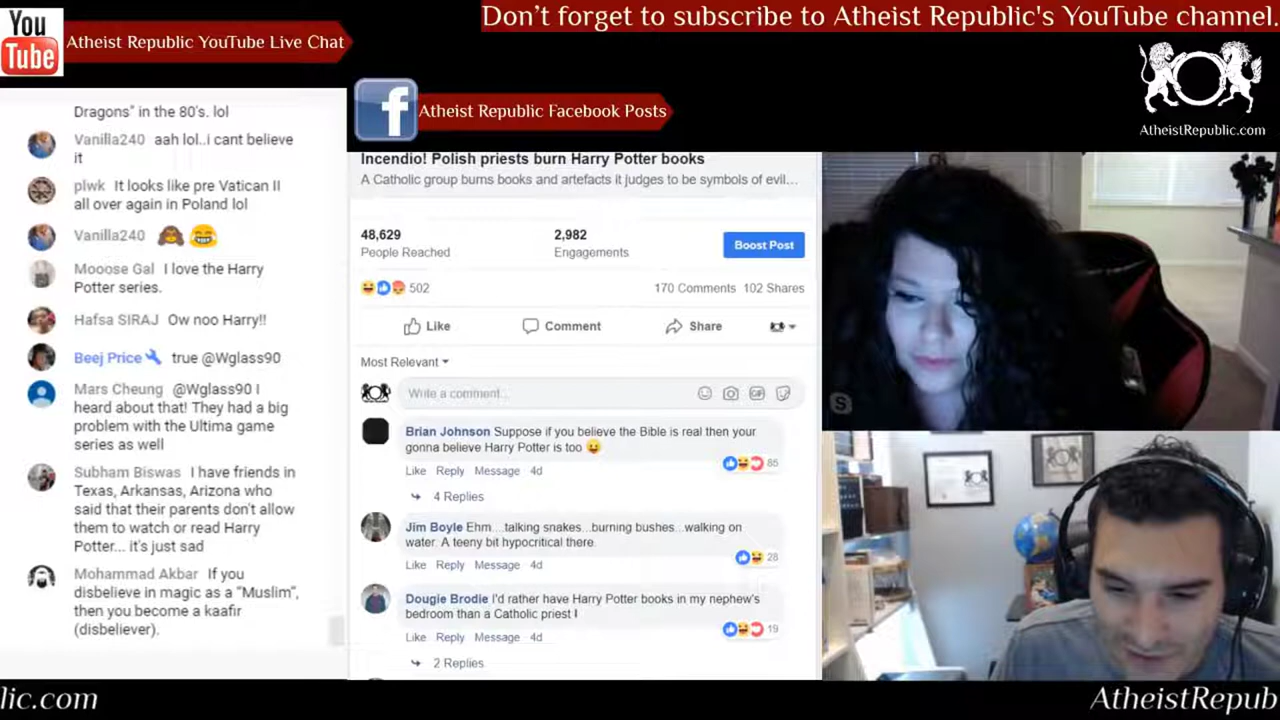 You
Tube
Atheist Republic YouTube Live Chat
Don't forget to subscribe to Atheist Republic's YouTube channel.
AtheistRepublic.com
Atheist Republic Facebook Posts
Dragons" in the 80's. lol
Vanilla240 aah lol..i cant believe
it
plwk It looks like pre Vatican II
all over again in Poland lol
Vanilla240 🙈😂
Mooose Gal I love the Harry
Potter series.
Hafsa SIRAJ Ow noo Harry!!
Beej Price true @Wglass90
Mars Cheung @Wglass90 I
heard about that! They had a big
problem with the Ultima game
series as well
Subham Biswas I have friends in
Texas, Arkansas, Arizona who
said that their parents don't allow
them to watch or read Harry
Potter... it's just sad
Mohammad Akbar If you
disbelieve in magic as a "Muslim",
then you become a kaafir
(disbeliever).
Incendio! Polish priests burn Harry Potter books
A Catholic group burns books and artefacts it judges to be symbols of evil...
48,629 2,982
People Reached Engagements
Boost Post
502 170 Comments 102 Shares
Like Comment Share
Most Relevant
Write a comment...
GIF
Brian Johnson Suppose if you believe the Bible is real then your
gonna believe Harry Potter is too 😛
85
Like Reply Message 4d
4 Replies
Jim Boyle Ehm....talking snakes...burning bushes...walking on
water. A teeny bit hypocritical there.
28
Like Reply Message 4d
Dougie Brodie I'd rather have Harry Potter books in my nephew's
bedroom than a Catholic priest !
19
Like Reply Message 4d
2 Replies
lic.com
AtheistRepub